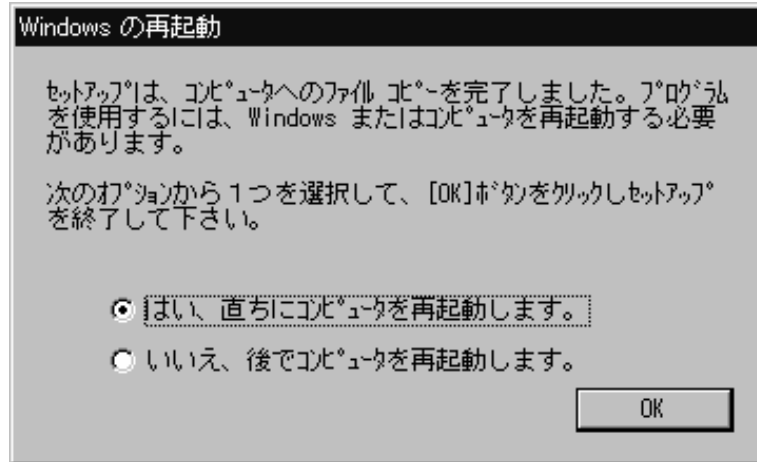 Windows の再起動
ｾｯﾄｱｯﾌﾟは、ｺﾝﾋﾟｭｰﾀへのﾌｧｲﾙ ｺﾋﾟｰを完了しました。ﾌﾟﾛｸﾞﾗﾑ
を使用するには、Windows またはｺﾝﾋﾟｭｰﾀを再起動する必要
があります。
次のｵﾌﾟｼｮﾝから１つを選択して、[OK]ﾎﾞﾀﾝをｸﾘｯｸしｾｯﾄｱｯﾌﾟ
を終了して下さい。
はい、直ちにｺﾝﾋﾟｭｰﾀを再起動します。
いいえ、後でｺﾝﾋﾟｭｰﾀを再起動します。
OK